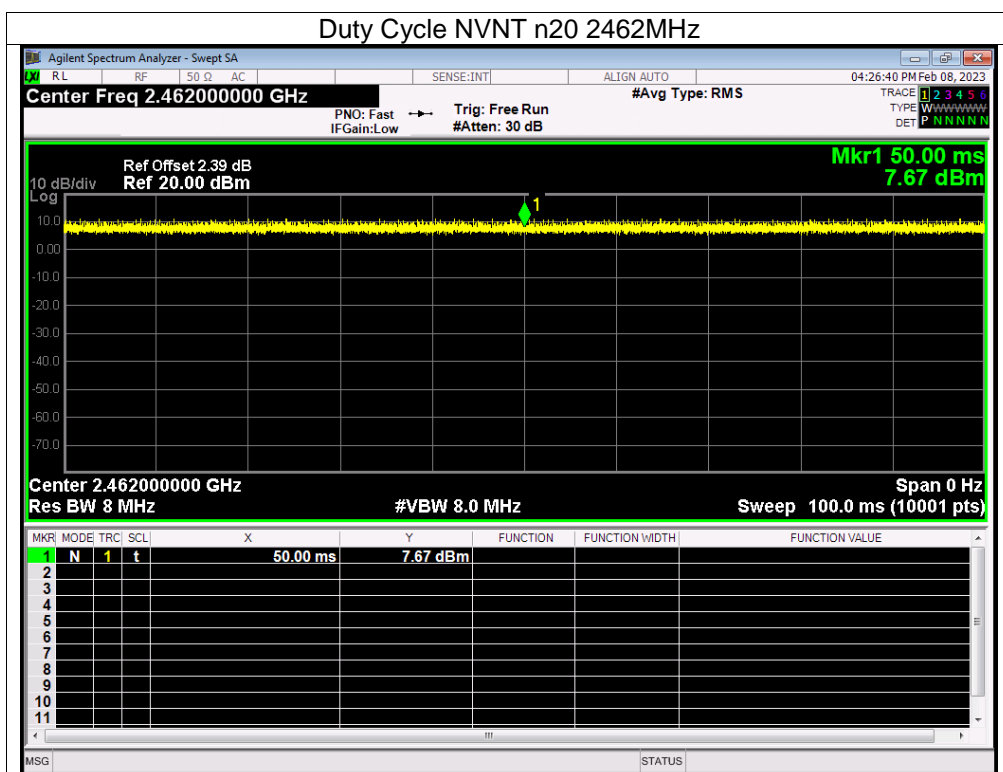 Duty Cycle NVNT n20 2462MHz
Agilent Spectrum Analyzer - Swept SA
LXI RL RF 50 Ω AC SENSE:INT ALIGN AUTO 04:26:40 PM Feb 08, 2023
Center Freq 2.462000000 GHz #Avg Type: RMS TRACE 1 2 3 4 5 6
PNO: Fast Trig: Free Run TYPE WWWWWW
IFGain:Low #Atten: 30 dB DET P N N N N N
Mkr1 50.00 ms
Ref Offset 2.39 dB
10 dB/div Ref 20.00 dBm 7.67 dBm
Log
1
10.0
0.00
-10.0
-20.0
-30.0
-40.0
-50.0
-60.0
-70.0
Center 2.462000000 GHz Span 0 Hz
Res BW 8 MHz #VBW 8.0 MHz Sweep 100.0 ms (10001 pts)
MKR MODE TRC SCL X Y FUNCTION FUNCTION WIDTH FUNCTION VALUE
1 N 1 t 50.00 ms 7.67 dBm
2
3
4
5
6
7
8
9
10
11
MSG STATUS